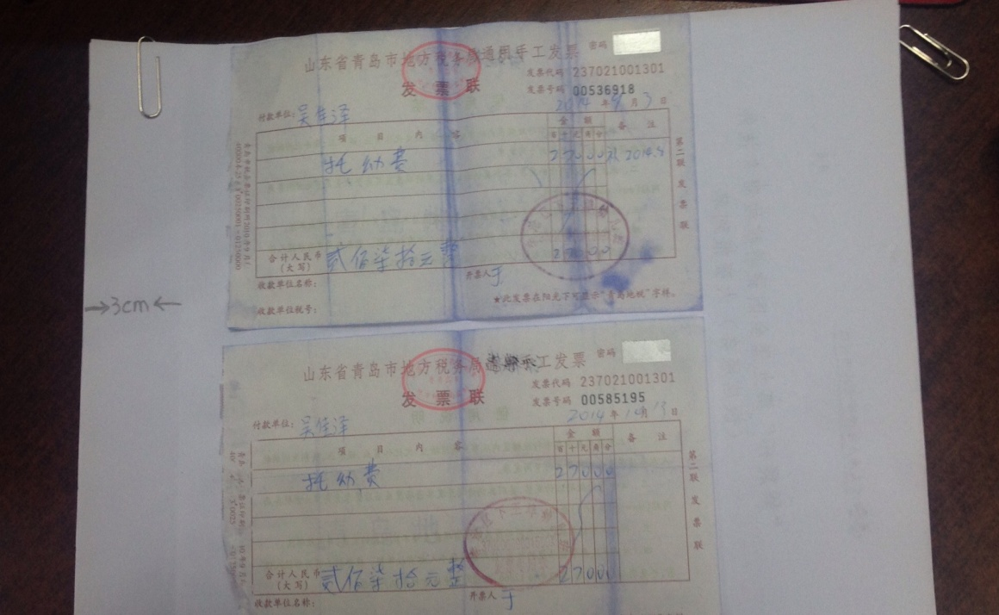 山东省青岛市地方税务局通用手工发票
密码
发票联
发票代码 237021001301
发票号码 00536918
2014年9月3日
付款单位：吴佳泽
项目内容 金额 备注
百十元角分
托幼费 27000 2014.8
第二联 发票联
合计人民币(大写) 贰佰柒拾元整 27000
收款单位名称： 开票人 于
收款单位税号： ★此发票在阳光下可显示“青岛地税”字样。
→3cm←
山东省青岛市地方税务局通用手工发票
密码
发票联
发票代码 237021001301
发票号码 00585195
2014年10月13日
付款单位：吴佳泽
项目内容 金额 备注
百十元角分
托幼费 27000
第二联 发票联
合计人民币(大写) 贰佰柒拾元整 27000
收款单位名称： 开票人 于